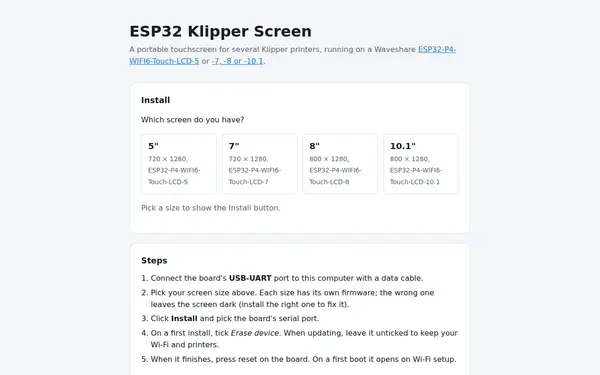 ESP32 Klipper Screen
A portable touchscreen for several Klipper printers, running on a Waveshare ESP32-P4-
WIFI6-Touch-LCD-5 or -7, -8 or -10.1.
Install
Which screen do you have?
5"
720 × 1280,
ESP32-P4-WIFI6-
Touch-LCD-5
7"
720 × 1280,
ESP32-P4-WIFI6-
Touch-LCD-7
8"
800 × 1280,
ESP32-P4-WIFI6-
Touch-LCD-8
10.1"
800 × 1280,
ESP32-P4-WIFI6-
Touch-LCD-10.1
Pick a size to show the Install button.
Steps
1. Connect the board's USB-UART port to this computer with a data cable.
2. Pick your screen size above. Each size has its own firmware; the wrong one
leaves the screen dark (install the right one to fix it).
3. Click Install and pick the board's serial port.
4. On a first install, tick Erase device. When updating, leave it unticked to keep your
Wi-Fi and printers.
5. When it finishes, press reset on the board. On a first boot it opens on Wi-Fi setup.